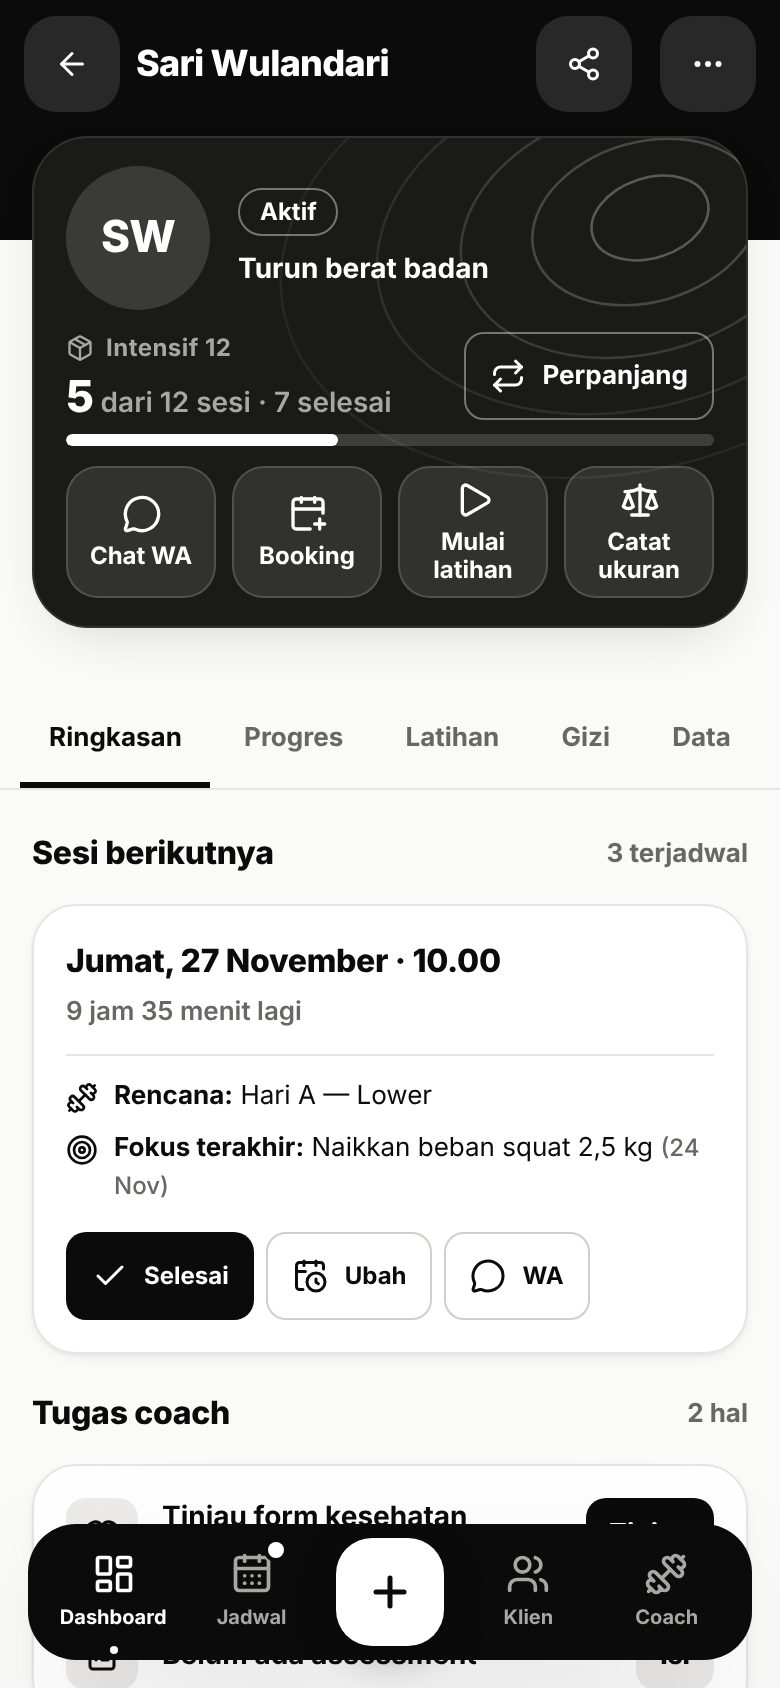 Sari Wulandari
SW
Aktif
Turun berat badan
Intensif 12
5 dari 12 sesi · 7 selesai
Perpanjang
Chat WA
Booking
Mulai
latihan
Catat
ukuran
Ringkasan
Progres
Latihan
Gizi
Data
Sesi berikutnya
3 terjadwal
Jumat, 27 November · 10.00
9 jam 35 menit lagi
Rencana: Hari A — Lower
Fokus terakhir: Naikkan beban squat 2,5 kg (24
Nov)
Selesai
Ubah
WA
Tugas coach
2 hal
Tinjau form kesehatan
Dashboard
Jadwal
Klien
Coach